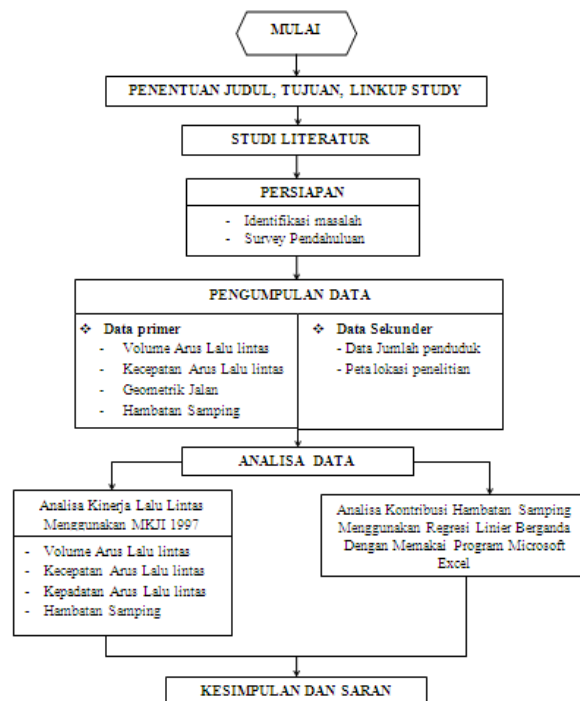 MULAI
PENENTUAN JUDUL, TUJUAN, LINKUP STUDY
STUDI LITERATUR
PERSIAPAN
- Identifikasi masalah
- Survey Pendahuluan
PENGUMPULAN DATA
❖ Data primer
- Volume Arus Lalu lintas
- Kecepatan Arus Lalu lintas
- Geometrik Jalan
- Hambatan Samping
❖ Data Sekunder
- Data Jumlah penduduk
- Peta lokasi penelitian
ANALISA DATA
Analisa Kinerja Lalu Lintas
Menggunakan MKJI 1997
- Volume Arus Lalu lintas
- Kecepatan Arus Lalu lintas
- Kepadatan Arus Lalu lintas
- Hambatan Samping
Analisa Kontribusi Hambatan Samping
Menggunakan Regresi Linier Berganda
Dengan Memakai Program Microsoft
Excel
KESIMPULAN DAN SARAN